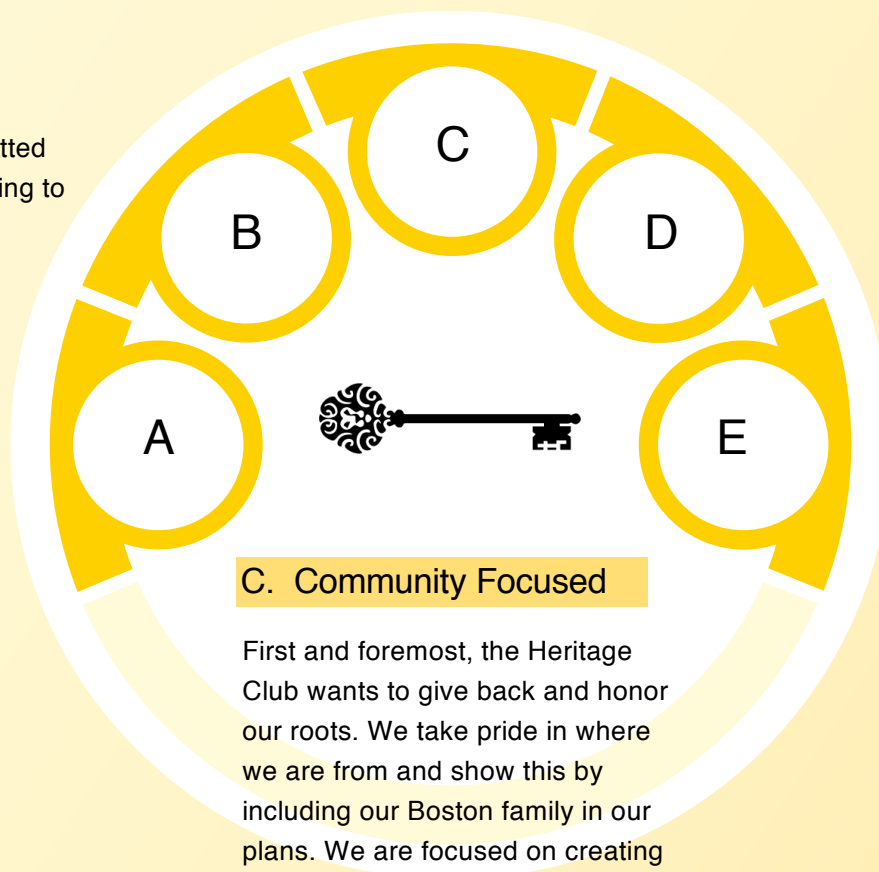 C
B
D
A
E
tted
ing to
C. Community Focused
First and foremost, the Heritage
Club wants to give back and honor
our roots. We take pride in where
we are from and show this by
including our Boston family in our
plans. We are focused on creating